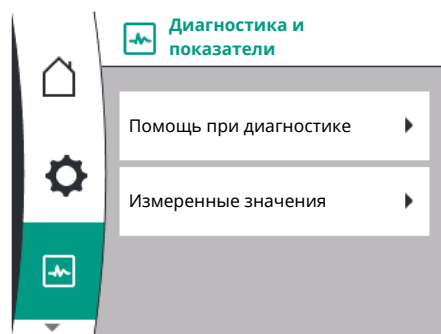 Диагностика и
показатели
Помощь при диагностике
Измеренные значения